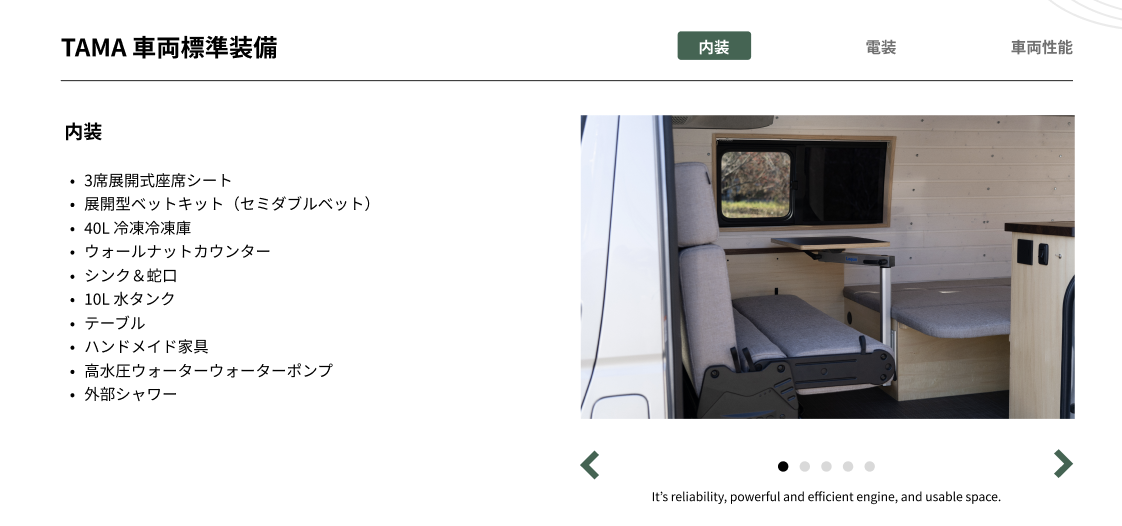 TAMA 車両標準装備
内装
電装
車両性能
内装
• 3席展開式座席シート
• 展開型ベットキット（セミダブルベット）
• 40L 冷凍冷凍庫
• ウォールナットカウンター
• シンク＆蛇口
• 10L 水タンク
• テーブル
• ハンドメイド家具
• 高水圧ウォーターウォーターポンプ
• 外部シャワー
It’s reliability, powerful and efficient engine, and usable space.